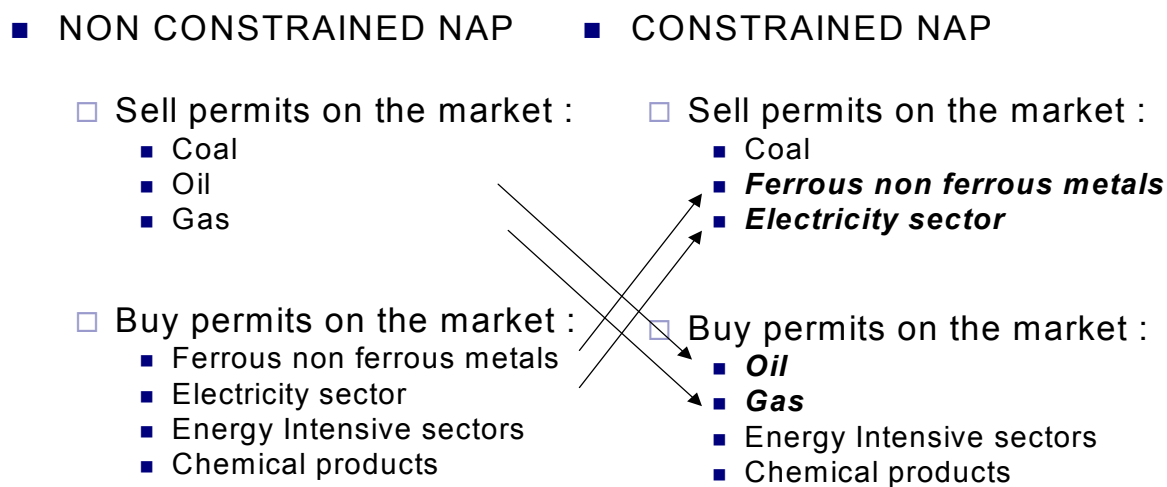 NON CONSTRAINED NAP
Sell permits on the market :
Coal
Oil
Gas
Buy permits on the market :
Ferrous non ferrous metals
Electricity sector
Energy Intensive sectors
Chemical products
CONSTRAINED NAP
Sell permits on the market :
Coal
Ferrous non ferrous metals
Electricity sector
Buy permits on the market :
Oil
Gas
Energy Intensive sectors
Chemical products